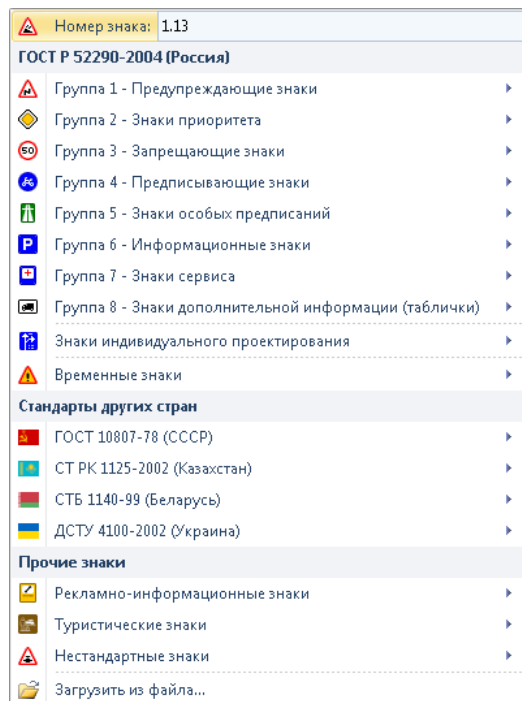 Номер знака: 1.13
ГОСТ Р 52290-2004 (Россия)
Группа 1 - Предупреждающие знаки
Группа 2 - Знаки приоритета
50
Группа 3 - Запрещающие знаки
Группа 4 - Предписывающие знаки
Группа 5 - Знаки особых предписаний
P
Группа 6 - Информационные знаки
Группа 7 - Знаки сервиса
Группа 8 - Знаки дополнительной информации (таблички)
Знаки индивидуального проектирования
Временные знаки
Стандарты других стран
ГОСТ 10807-78 (СССР)
СТ РК 1125-2002 (Казахстан)
СТБ 1140-99 (Беларусь)
ДСТУ 4100-2002 (Украина)
Прочие знаки
Рекламно-информационные знаки
Туристические знаки
Нестандартные знаки
Загрузить из файла...